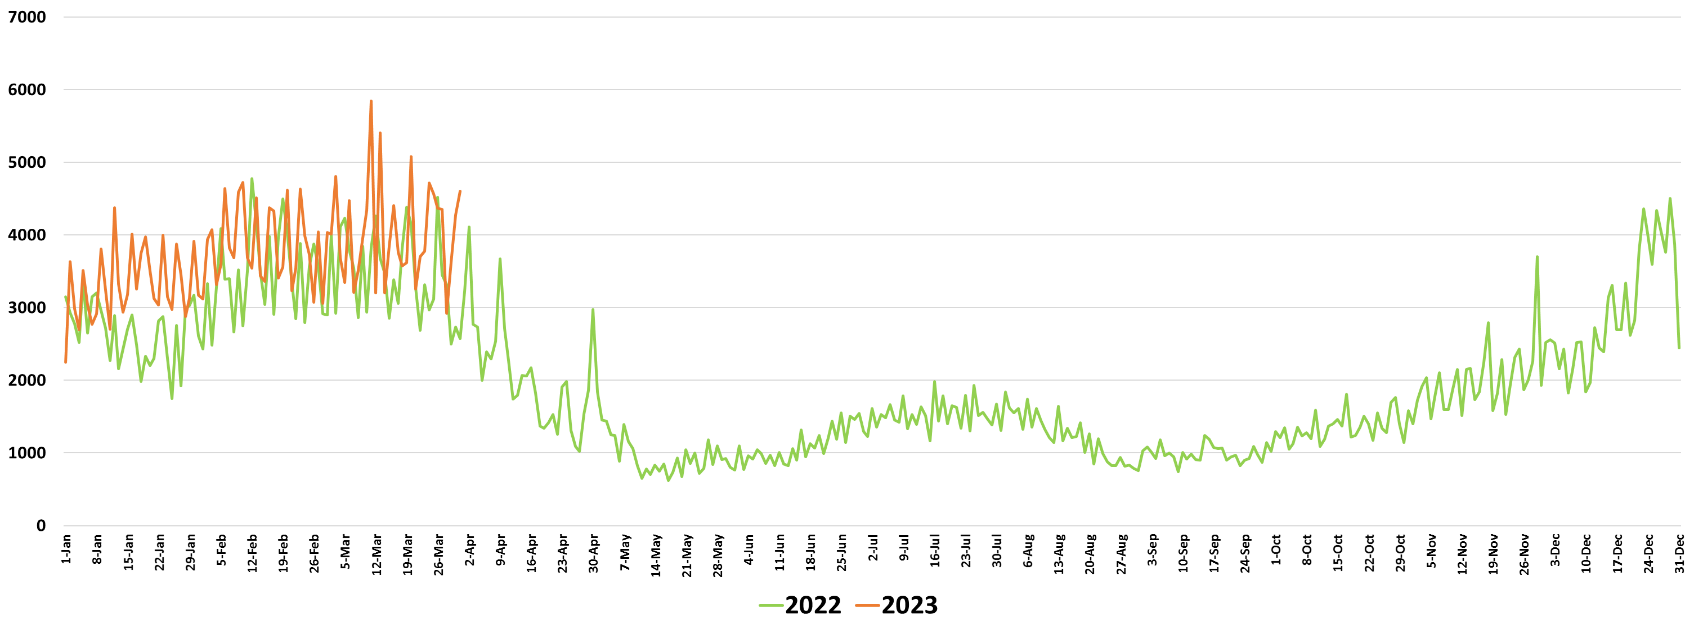 7000
6000
5000
4000
3000
2000
1000
0
1-Jan
8-Jan
15-Jan
22-Jan
29-Jan
5-Feb
12-Feb
19-Feb
26-Feb
5-Mar
12-Mar
19-Mar
26-Mar
2-Apr
9-Apr
16-Apr
23-Apr
30-Apr
7-May
14-May
21-May
28-May
4-Jun
11-Jun
18-Jun
25-Jun
2-Jul
9-Jul
16-Jul
23-Jul
30-Jul
6-Aug
13-Aug
20-Aug
27-Aug
3-Sep
10-Sep
17-Sep
24-Sep
1-Oct
8-Oct
15-Oct
22-Oct
29-Oct
5-Nov
12-Nov
19-Nov
26-Nov
3-Dec
10-Dec
17-Dec
24-Dec
31-Dec
2022 2023